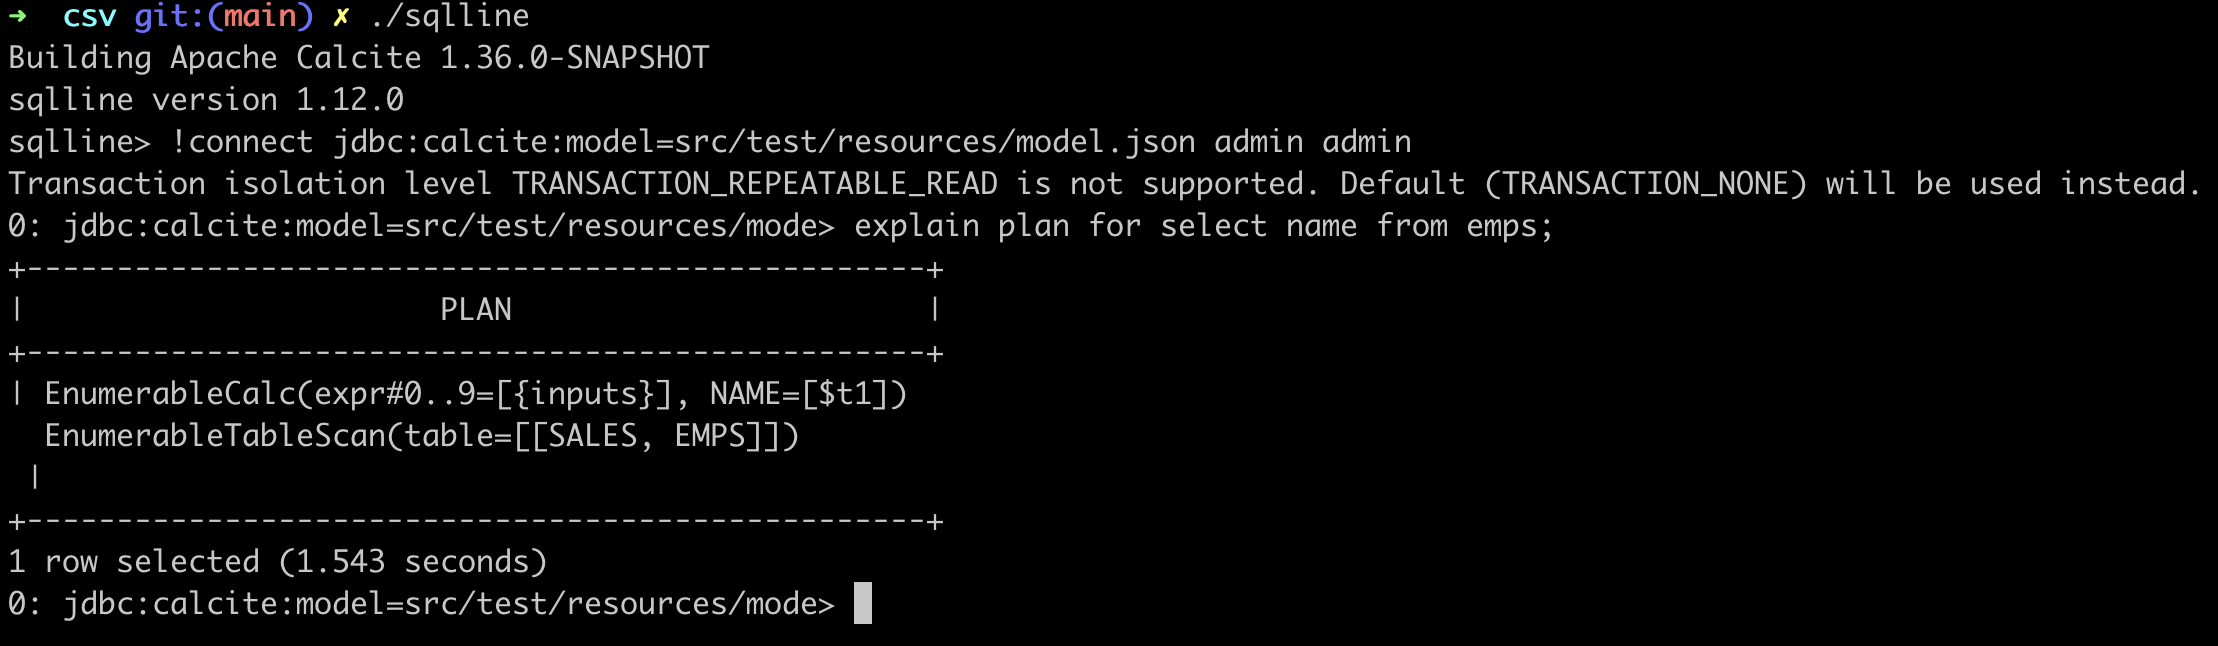 ➜  csv git:(main) ✗ ./sqlline
Building Apache Calcite 1.36.0-SNAPSHOT
sqlline version 1.12.0
sqlline> !connect jdbc:calcite:model=src/test/resources/model.json admin admin
Transaction isolation level TRANSACTION_REPEATABLE_READ is not supported. Default (TRANSACTION_NONE) will be used instead.
0: jdbc:calcite:model=src/test/resources/mode> explain plan for select name from emps;
+--------------------------------------------------+
|                       PLAN                       |
+--------------------------------------------------+
| EnumerableCalc(expr#0..9=[{inputs}], NAME=[$t1])
  EnumerableTableScan(table=[[SALES, EMPS]])
 |
+--------------------------------------------------+
1 row selected (1.543 seconds)
0: jdbc:calcite:model=src/test/resources/mode>